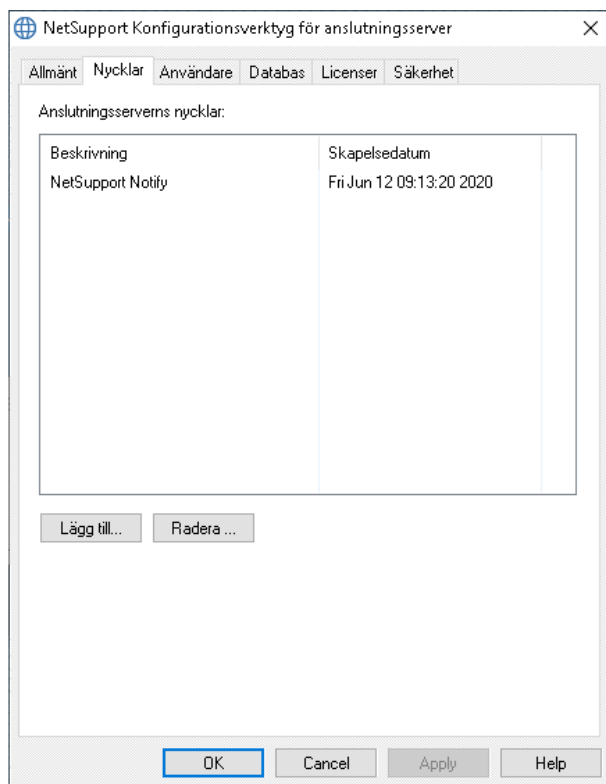 NetSupport Konfigurationsverktyg för anslutningsserver
Allmänt Nycklar Användare Databas Licenser Säkerhet
Anslutningsserverns nycklar:
Beskrivning Skapelsedatum
NetSupport Notify Fri Jun 12 09:13:20 2020
Lägg till... Radera ...
OK Cancel Apply Help